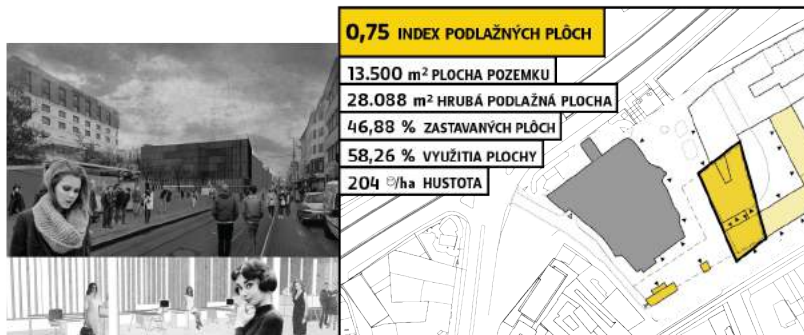 0,75 INDEX PODLAŽNÝCH PLÔCH
13.500 m² PLOCHA POZEMKU
28.088 m² HRUBÁ PODLAŽNÁ PLOCHA
46,88 % ZASTAVANÝCH PLÔCH
58,26 % VYUŽITIA PLOCHY
204 /ha HUSTOTA